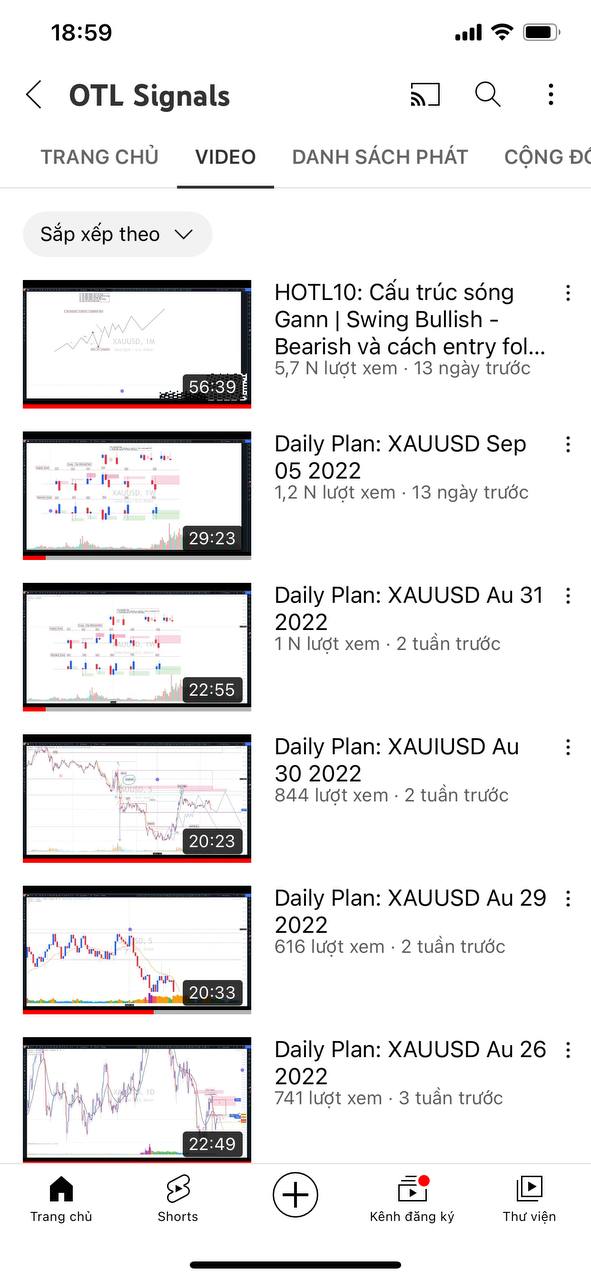 18:59
OTL Signals
TRANG CHỦ
VIDEO
DANH SÁCH PHÁT
CỘNG ĐỒ
Sắp xếp theo
56:39
HOTL10: Cấu trúc sóng
Gann | Swing Bullish -
Bearish và cách entry fol...
5,7 N lượt xem · 13 ngày trước
29:23
Daily Plan: XAUUSD Sep
05 2022
1,2 N lượt xem · 13 ngày trước
22:55
Daily Plan: XAUUSD Au 31
2022
1 N lượt xem · 2 tuần trước
20:23
Daily Plan: XAUIUSD Au
30 2022
844 lượt xem · 2 tuần trước
20:33
Daily Plan: XAUUSD Au 29
2022
616 lượt xem · 2 tuần trước
22:49
Daily Plan: XAUUSD Au 26
2022
741 lượt xem · 3 tuần trước
Trang chủ
Shorts
Kênh đăng ký
Thư viện